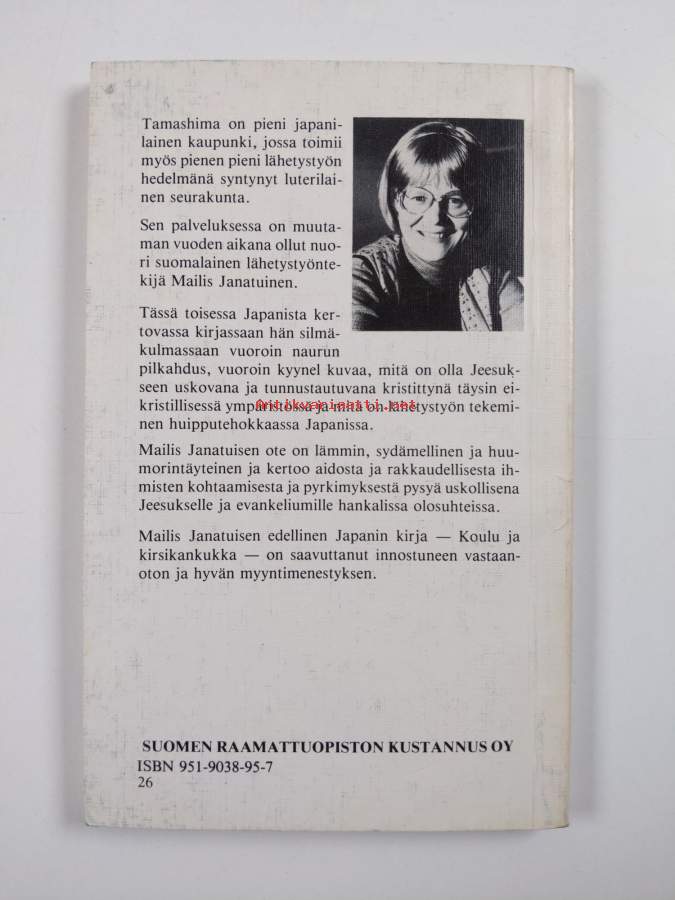 Tamashima on pieni japani-
lainen kaupunki, jossa toimii
myös pienen pieni lähetystyön
hedelmänä syntynyt luterilai-
nen seurakunta.
Sen palveluksessa on muuta-
man vuoden aikana ollut nuo-
ri suomalainen lähetystyönte-
kijä Mailis Janatuinen.
Tässä toisessa Japanista ker-
tovassa kirjassaan hän silmä-
kulmassaan vuoroin naurun
pilkahdus, vuoroin kyynel kuvaa, mitä on olla Jeesuk-
seen uskovana ja tunnustautuvana kristittynä täysin ei-
kristillisessä ympäristössä ja mitä on lähetystyön tekemi-
nen huipputehokkaassa Japanissa.
Mailis Janatuisen ote on lämmin, sydämellinen ja huu-
morintäyteinen ja kertoo aidosta ja rakkaudellisesta ih-
misten kohtaamisesta ja pyrkimyksestä pysyä uskollisena
Jeesukselle ja evankeliumille hankalissa olosuhteissa.
Mailis Janatuisen edellinen Japanin kirja — Koulu ja
kirsikankukka — on saavuttanut innostuneen vastaan-
oton ja hyvän myyntimenestyksen.
SUOMEN RAAMATTUOPISTON KUSTANNUS OY
ISBN 951-9038-95-7
26